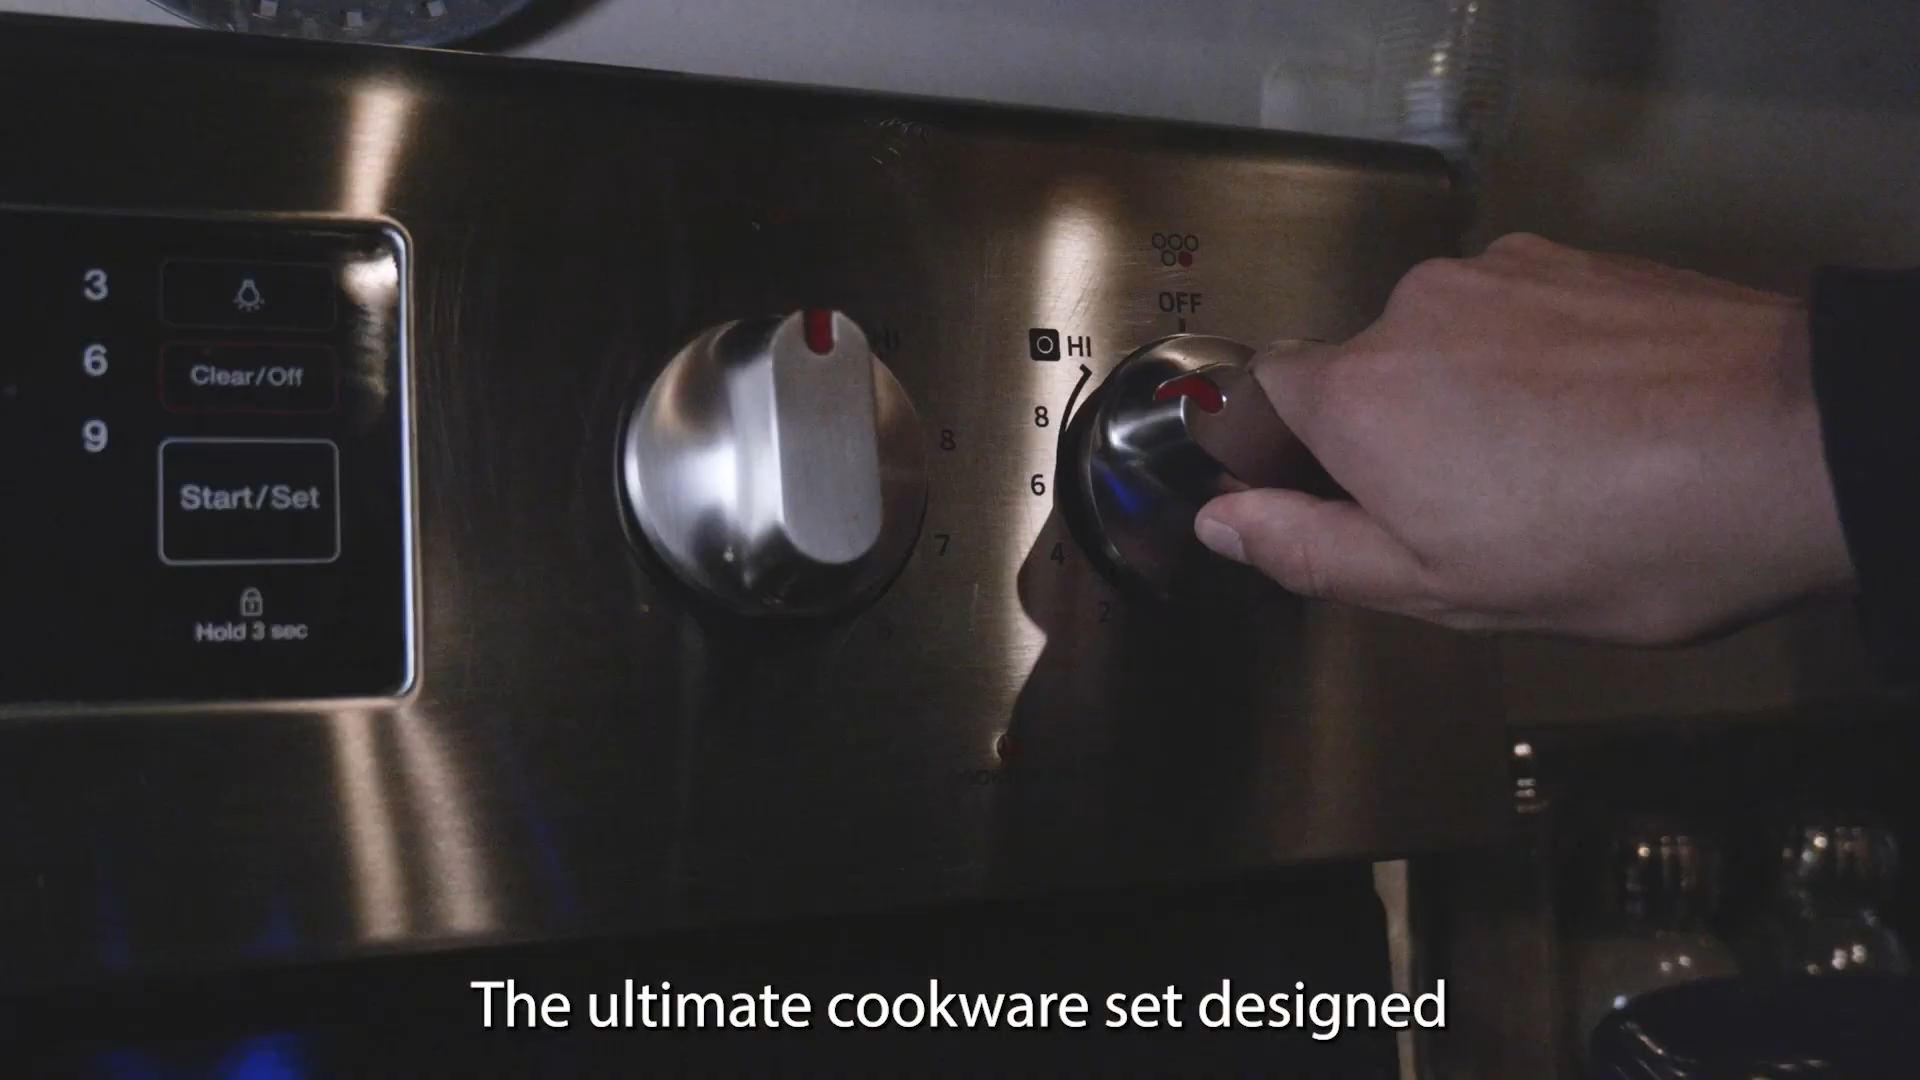 3
6
Clear/Off
9
Start/Set
Hold 3 sec
HI
8
7
OFF
HI
8
6
4
2
The ultimate cookware set designed